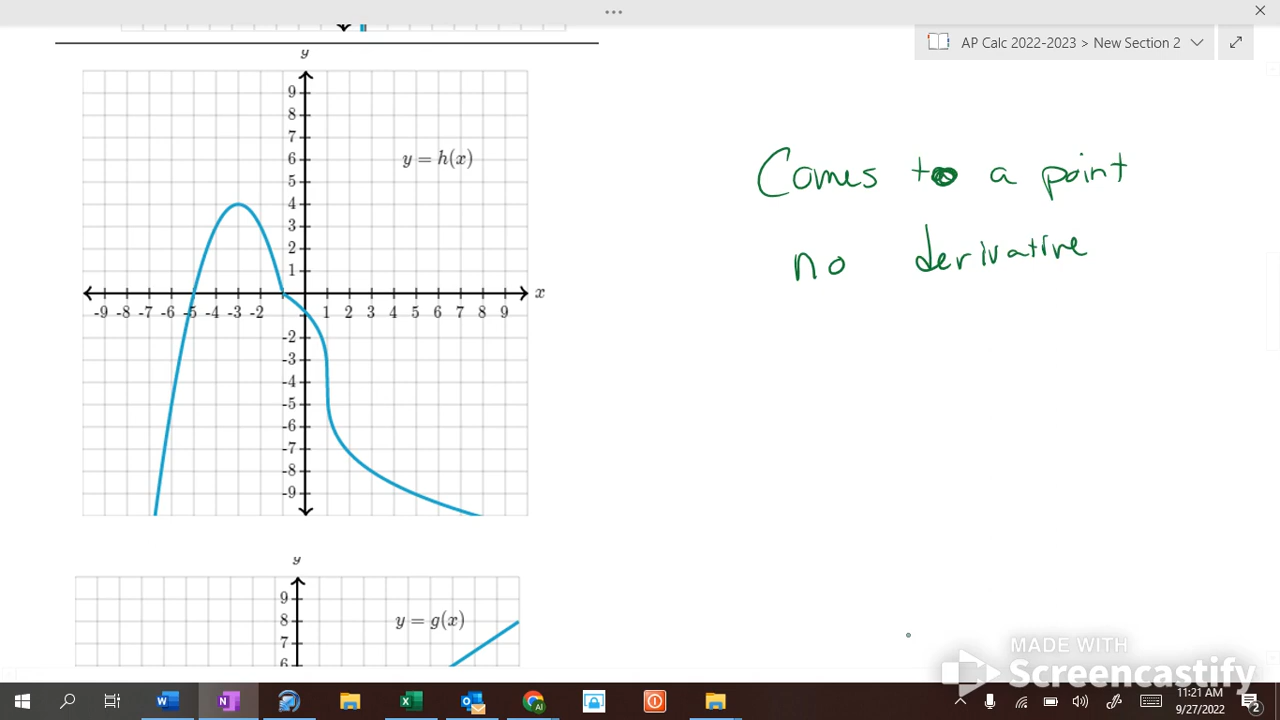 AP Calc 2022-2023 > New Section 2
y
9
8
7
6
5
4
3
2
1
y = h(x)
-9 -8 -7 -6 -5 -4 -3 -2 1 2 3 4 5 6 7 8 9
x
-2
-3
-4
-5
-6
-7
-8
-9
Comes to a point
no derivative
y
9
8
7
6
y = g(x)
MADE WITH
Screencastify
11:21 AM
9/27/2022
2